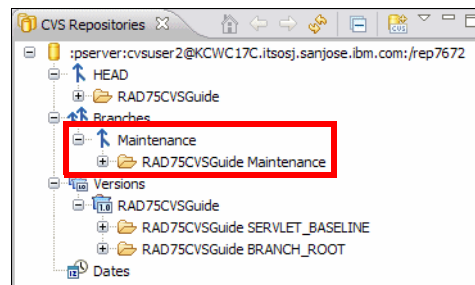 CVS Repositories
:pserver:cvsuser2@KCWC17C.itsosj.sanjose.ibm.com:/rep7672
HEAD
RAD75CVSGuide
Branches
Maintenance
RAD75CVSGuide Maintenance
Versions
RAD75CVSGuide
RAD75CVSGuide SERVLET_BASELINE
RAD75CVSGuide BRANCH_ROOT
Dates